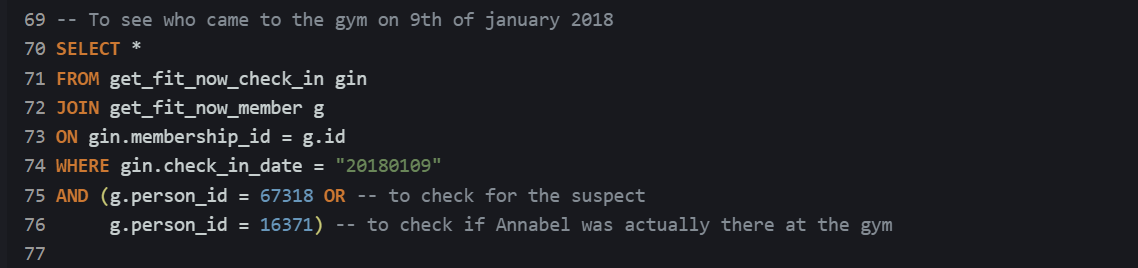 69 -- To see who came to the gym on 9th of january 2018
70 SELECT *
71 FROM get_fit_now_check_in gin
72 JOIN get_fit_now_member g
73 ON gin.membership_id = g.id
74 WHERE gin.check_in_date = "20180109"
75 AND (g.person_id = 67318 OR -- to check for the suspect
76      g.person_id = 16371) -- to check if Annabel was actually there at the gym
77